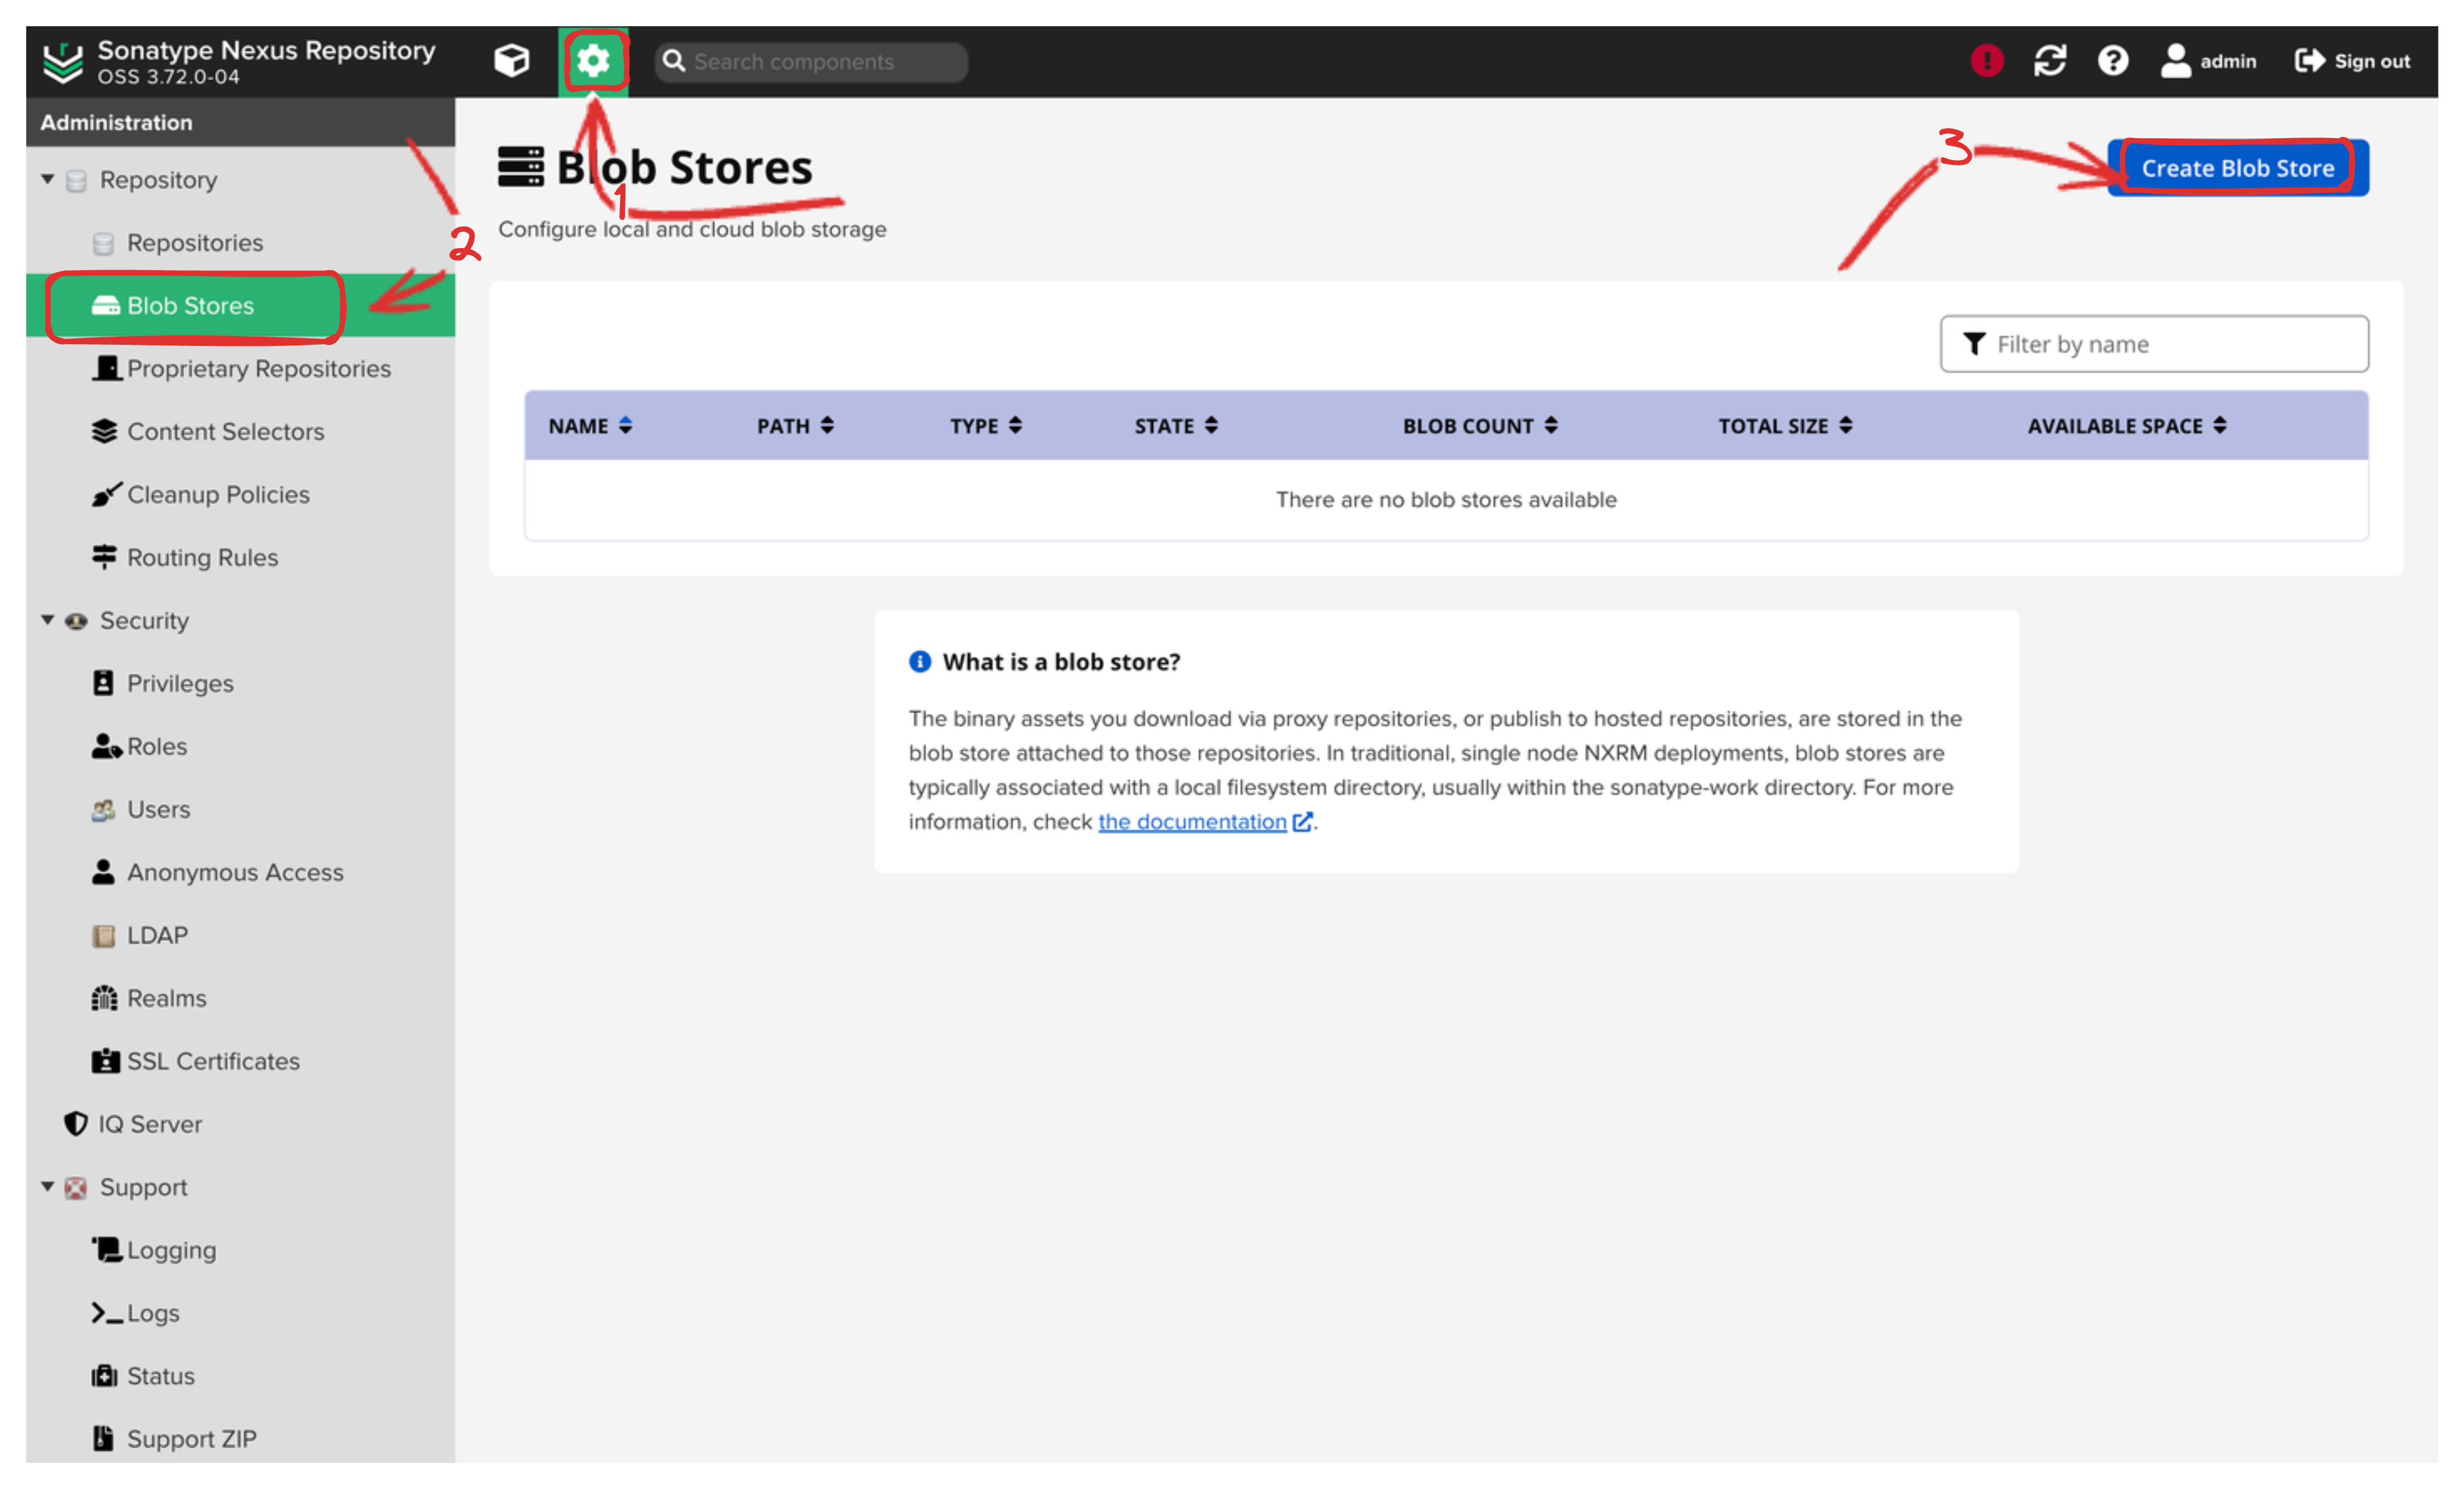 Sonatype Nexus Repository
OSS 3.72.0-04
Search components
admin
Sign out
Administration
Repository
Repositories
Blob Stores
Proprietary Repositories
Content Selectors
Cleanup Policies
Routing Rules
Security
Privileges
Roles
Users
Anonymous Access
LDAP
Realms
SSL Certificates
IQ Server
Support
Logging
Logs
Status
Support ZIP
1
2
3
Blob Stores
Configure local and cloud blob storage
Create Blob Store
Filter by name
NAME PATH TYPE STATE BLOB COUNT TOTAL SIZE AVAILABLE SPACE
There are no blob stores available
What is a blob store?
The binary assets you download via proxy repositories, or publish to hosted repositories, are stored in the
blob store attached to those repositories. In traditional, single node NXRM deployments, blob stores are
typically associated with a local filesystem directory, usually within the sonatype-work directory. For more
information, check the documentation.